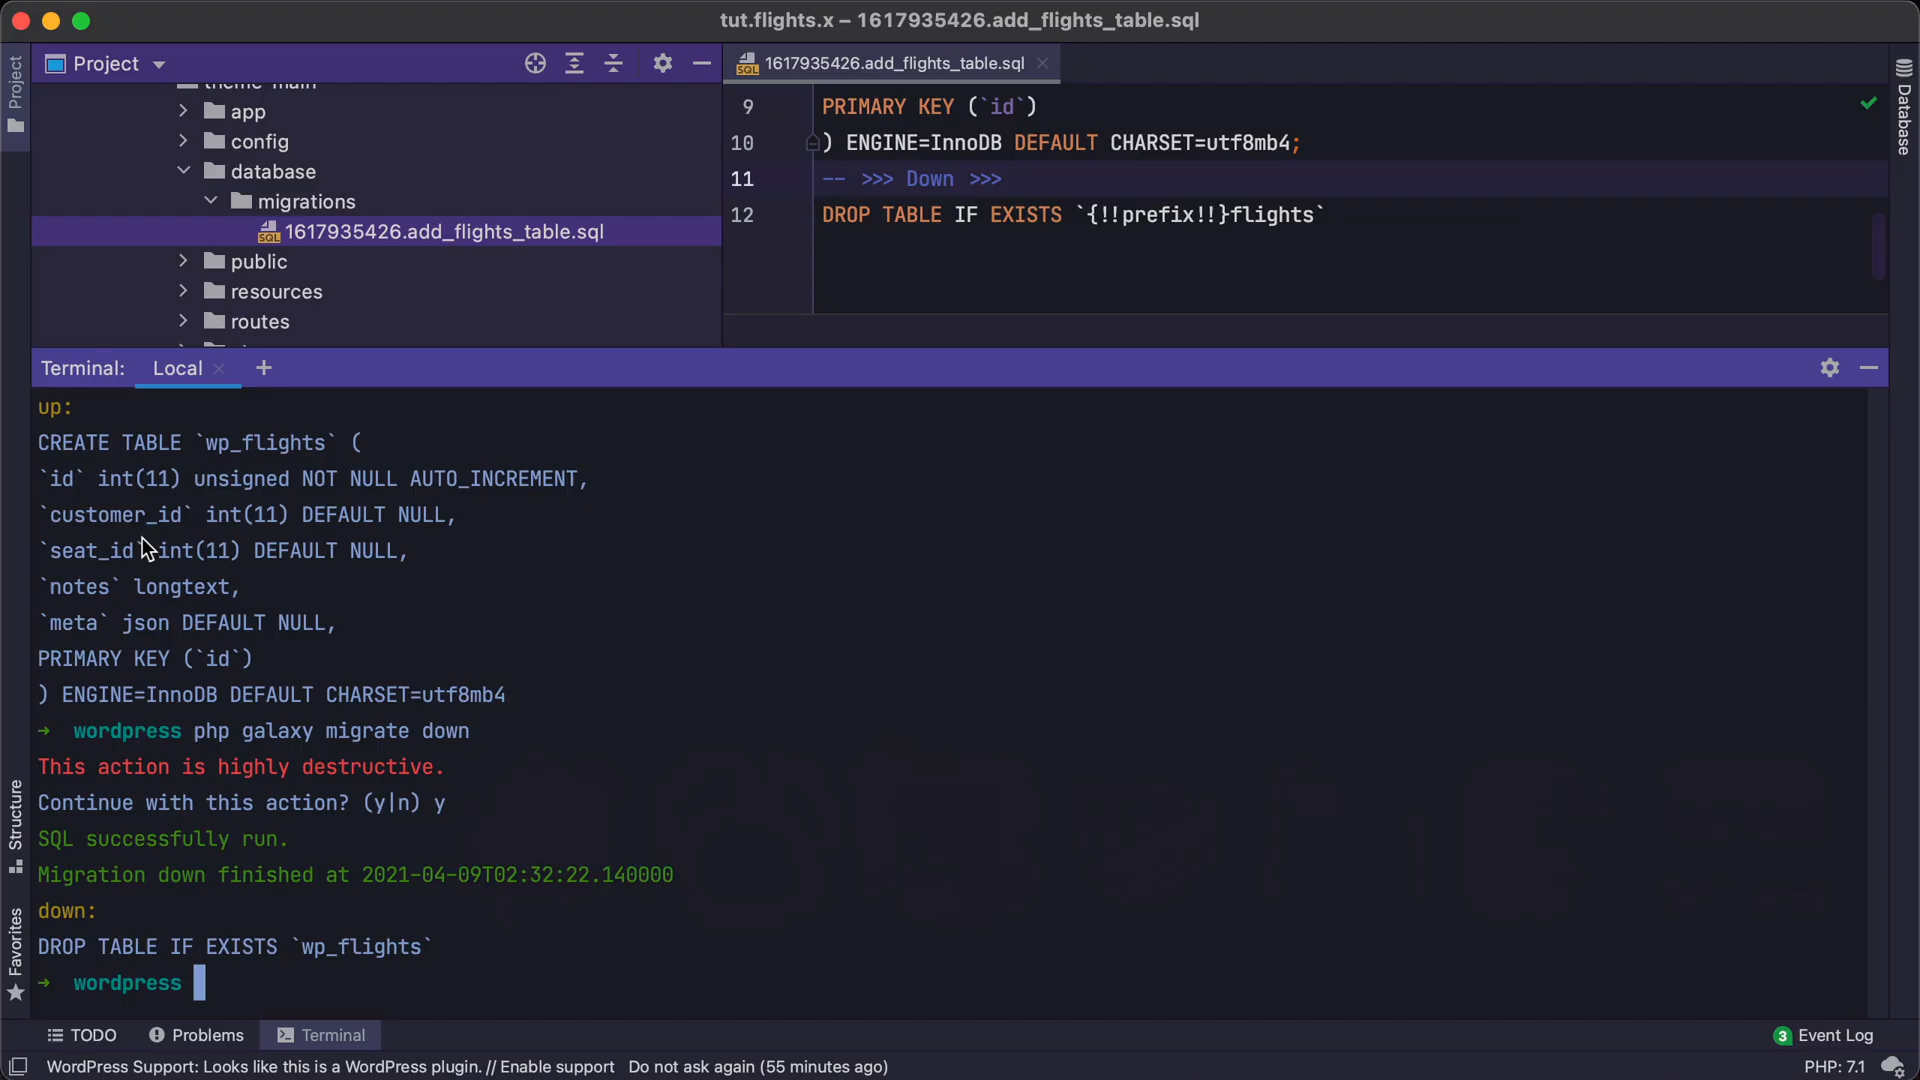 tut.flights.x – 1617935426.add_flights_table.sql
Project
Project
theme-main
app
config
database
migrations
1617935426.add_flights_table.sql
public
resources
routes
1617935426.add_flights_table.sql
9 PRIMARY KEY (`id`)
10 ) ENGINE=InnoDB DEFAULT CHARSET=utf8mb4;
11 -- >>> Down >>>
12 DROP TABLE IF EXISTS `{!!prefix!!}flights`
Database
Terminal: Local
up:
CREATE TABLE `wp_flights` (
`id` int(11) unsigned NOT NULL AUTO_INCREMENT,
`customer_id` int(11) DEFAULT NULL,
`seat_id` int(11) DEFAULT NULL,
`notes` longtext,
`meta` json DEFAULT NULL,
PRIMARY KEY (`id`)
) ENGINE=InnoDB DEFAULT CHARSET=utf8mb4
➜ wordpress php galaxy migrate down
This action is highly destructive.
Continue with this action? (y|n) y
SQL successfully run.
Migration down finished at 2021-04-09T02:32:22.140000
down:
DROP TABLE IF EXISTS `wp_flights`
➜ wordpress
Structure
Favorites
TODO Problems Terminal
3 Event Log
WordPress Support: Looks like this is a WordPress plugin. // Enable support Do not ask again (55 minutes ago)
PHP: 7.1